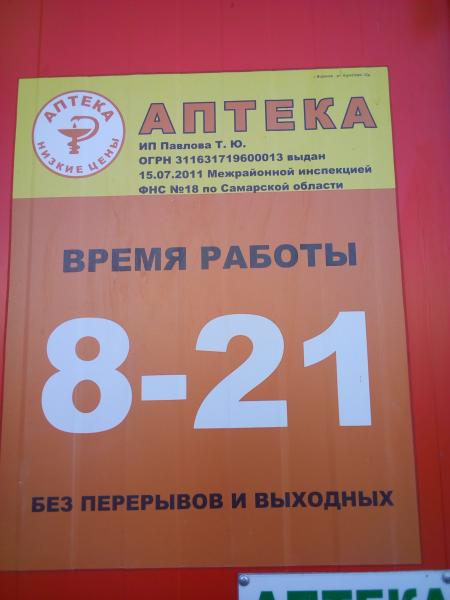 АПТЕКА
НИЗКИЕ ЦЕНЫ
АПТЕКА
ИП Павлова Т. Ю.
ОГРН 311631719600013 выдан
15.07.2011 Межрайонной инспекцией
ФНС №18 по Самарской области
ВРЕМЯ РАБОТЫ
8-21
БЕЗ ПЕРЕРЫВОВ И ВЫХОДНЫХ
АПТЕКА